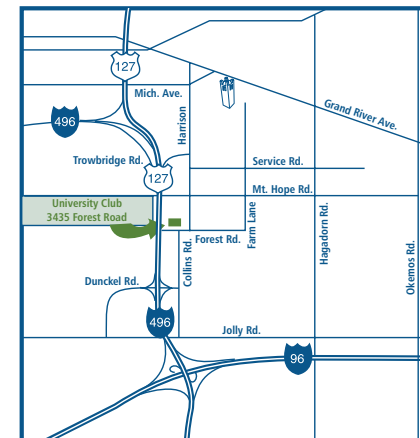 127
Mich. Ave.
496
Harrison
Grand River Ave.
Trowbridge Rd.
Service Rd.
127
Mt. Hope Rd.
University Club
3435 Forest Road
Forest Rd.
Farm Lane
Collins Rd.
Hagadorn Rd.
Okemos Rd.
Dunckel Rd.
496
Jolly Rd.
96